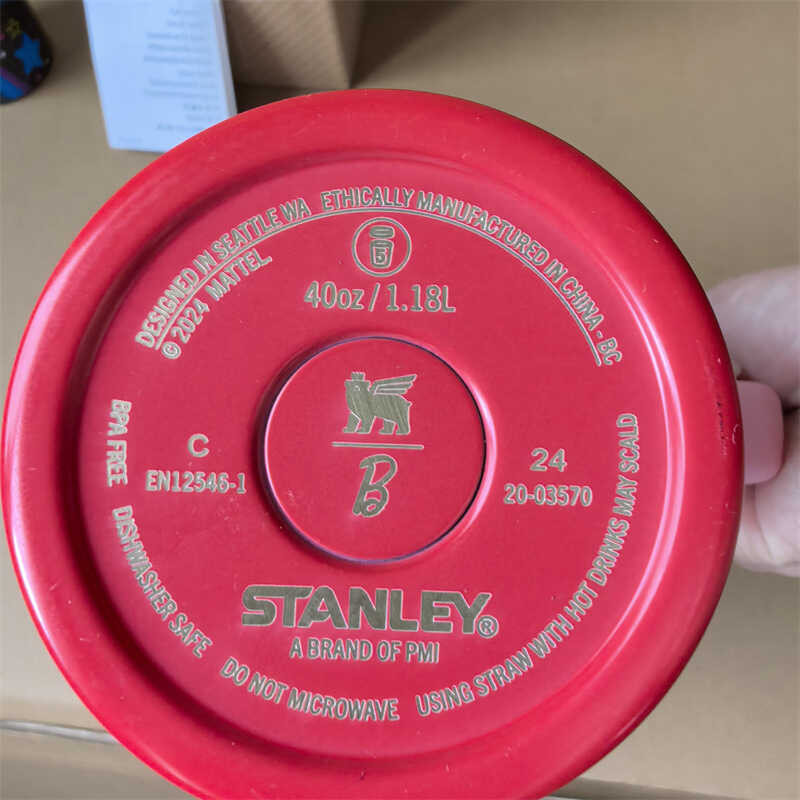 DESIGNED IN SEATTLE WA ETHICALLY MANUFACTURED IN CHINA - BC
© 2024 MATTEL.
5
40oz / 1.18L
B
C
EN12546-1
24
20-03570
STANLEY®
A BRAND OF PMI
BPA FREE DISHWASHER SAFE DO NOT MICROWAVE USING STRAW WITH HOT DRINKS MAY SCALD